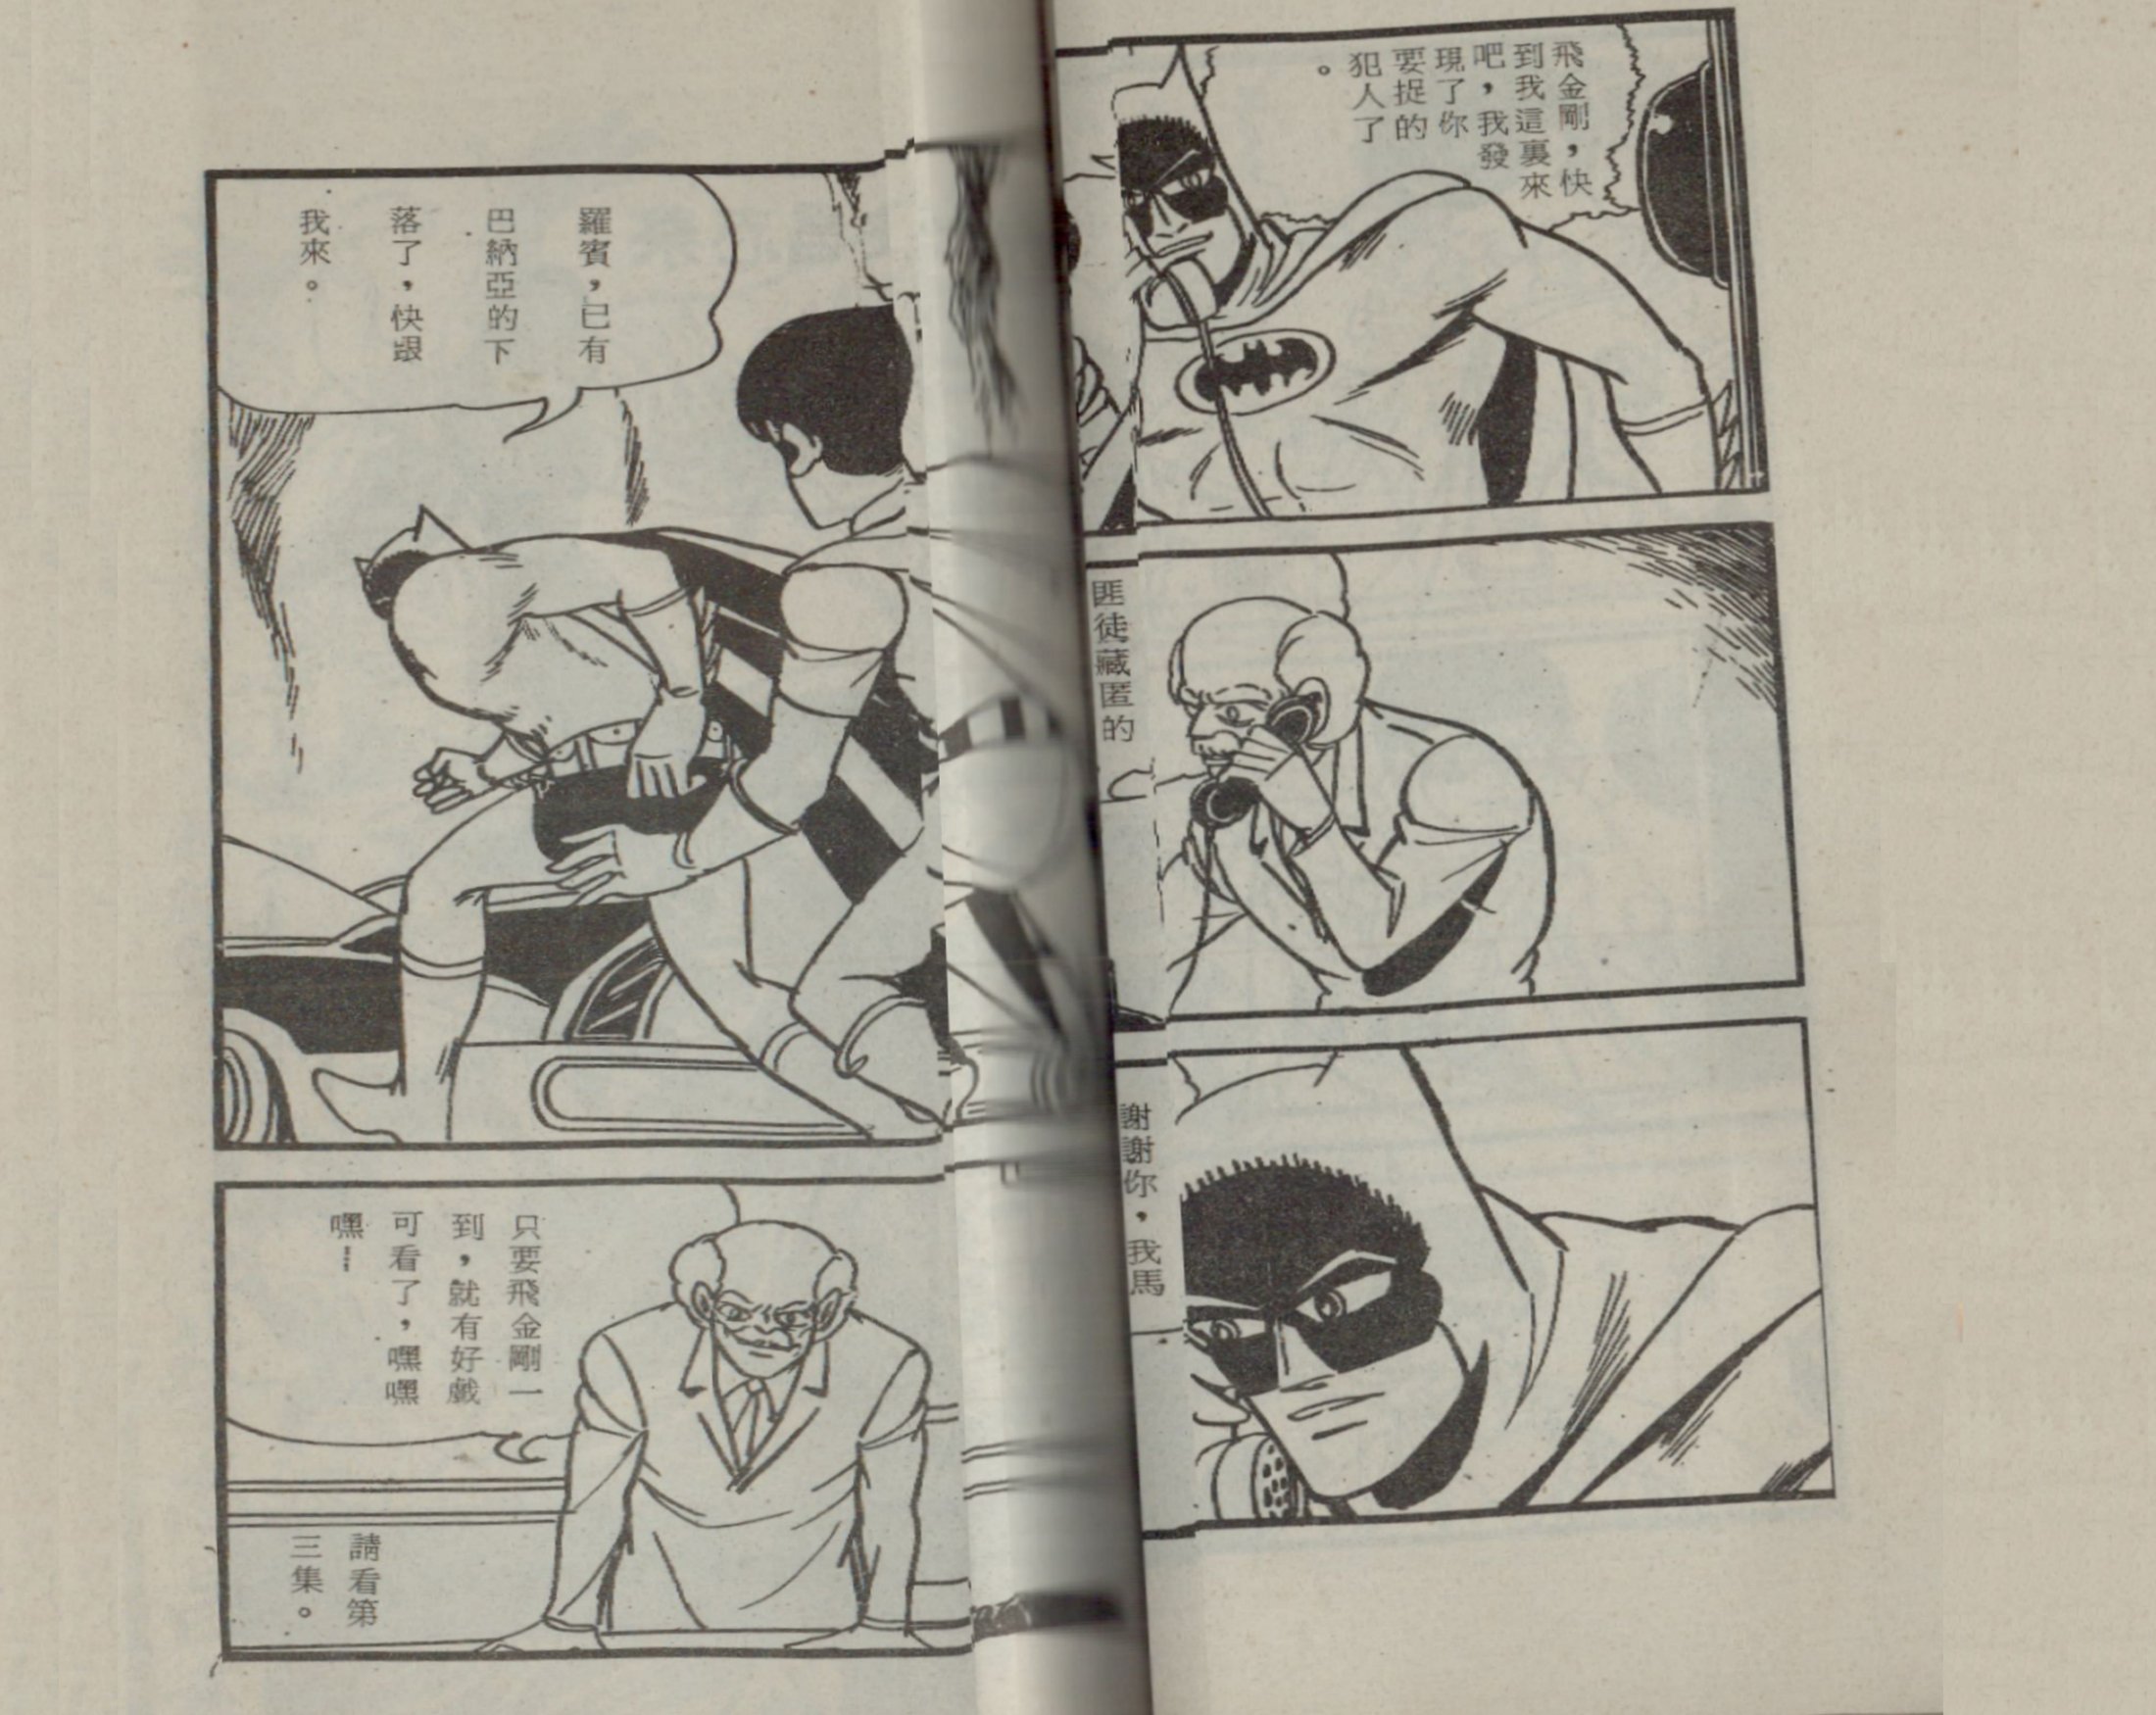 飛金剛，快
到我這裏來
吧，我發
現了你
要捉的
犯人了
。
匪徒藏匿的
謝謝你，我馬
羅賓，已有
巴納亞的下
落了，快跟
我來。
只要飛金剛一
到，就有好戲
可看了，嘿嘿
嘿⋯
請看第
三集。